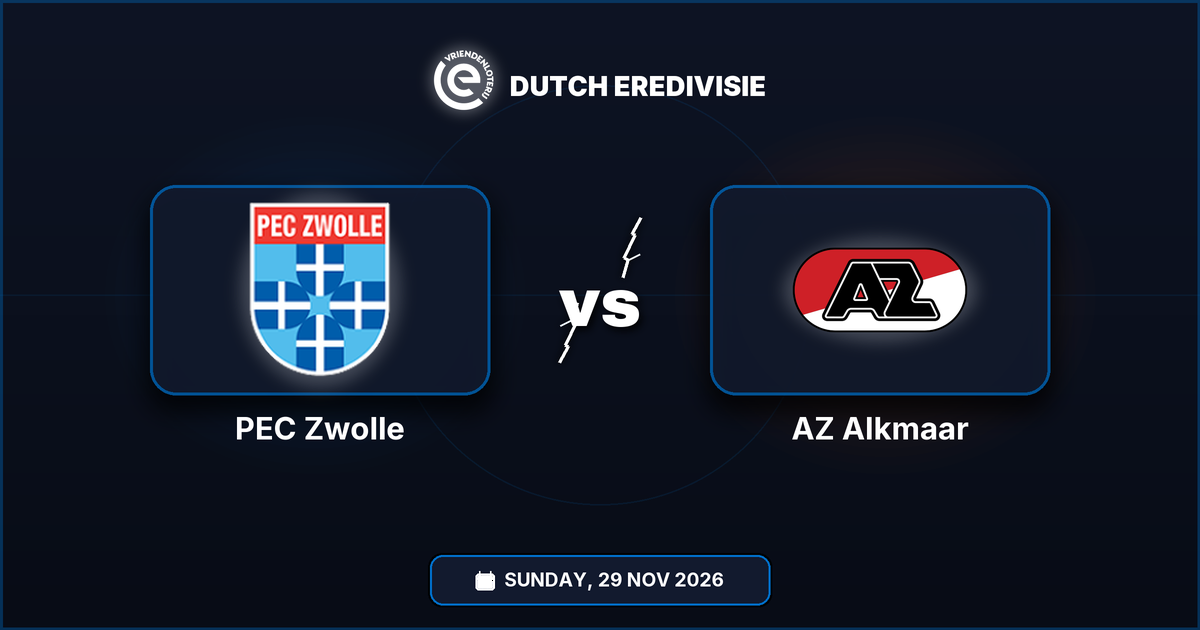 VRIENDENLOTERIJ
e
DUTCH EREDIVISIE
PEC ZWOLLE
AZ
vs
PEC Zwolle
AZ Alkmaar
SUNDAY, 29 NOV 2026